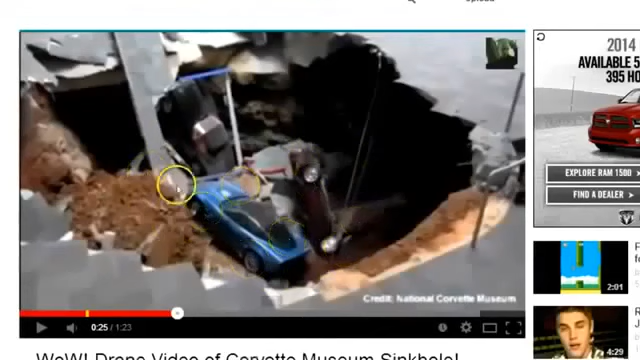 Upload
2014
AVAILABLE 5
395 HO
EXPLORE RAM 1500 >
FIND A DEALER >
Credit: National Corvette Museum
2:01
0:25 / 1:23
4:29
WoW! Drone Video of Corvette Museum Sinkhole!